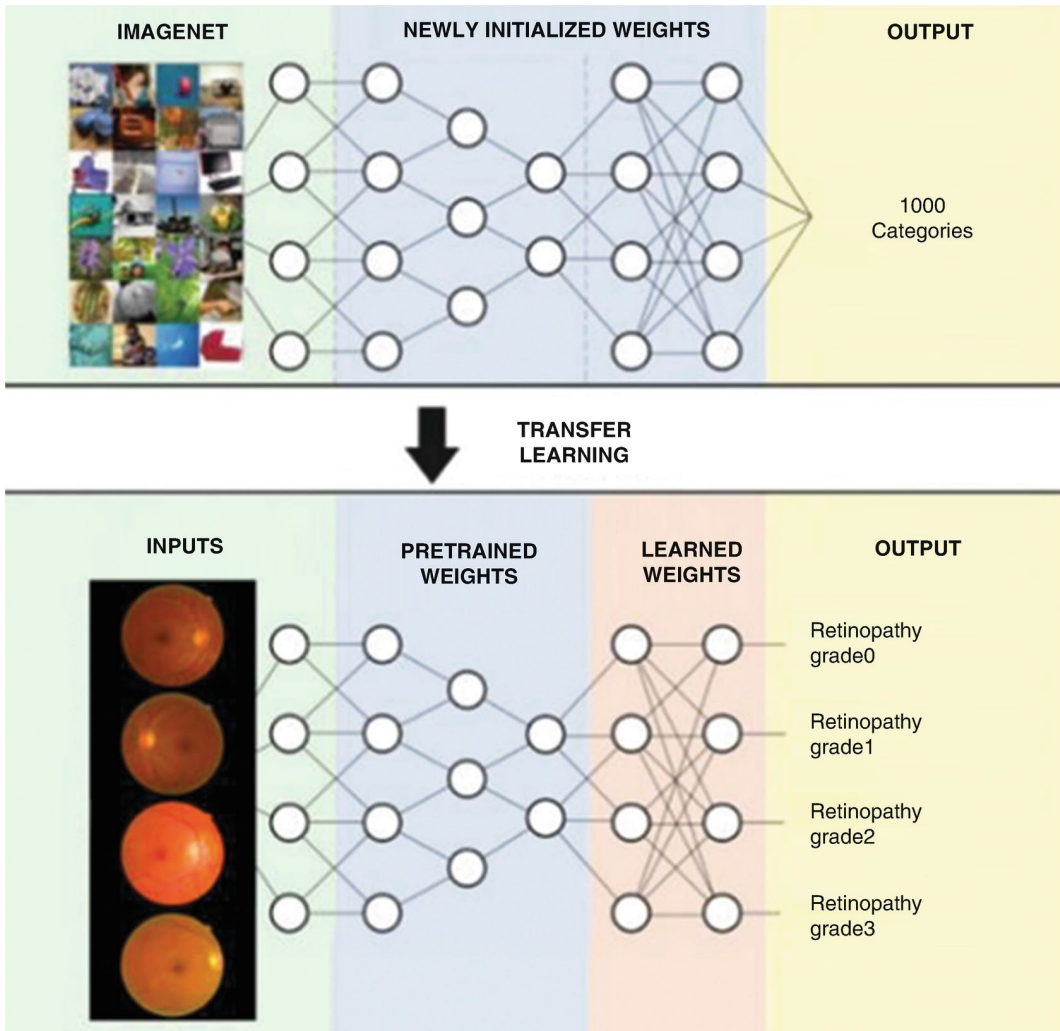 IMAGENET
NEWLY INITIALIZED WEIGHTS
OUTPUT
1000
Categories
TRANSFER
LEARNING
INPUTS
PRETRAINED
WEIGHTS
LEARNED
WEIGHTS
OUTPUT
Retinopathy
grade0
Retinopathy
grade1
Retinopathy
grade2
Retinopathy
grade3